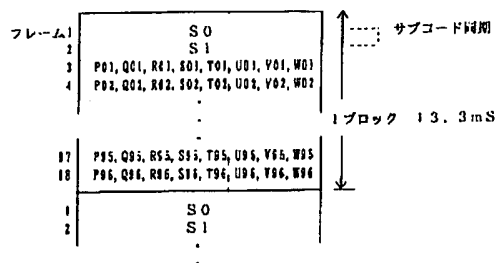 フレーム1 S0 サブコード同期
2 S1
3 P01, Q01, R01, S01, T01, U01, V01, W01
4 P02, Q02, R02, S02, T02, U02, V02, W02
1ブロック 13.3mS
97 P95, Q95, R95, S95, T95, U95, V95, W95
98 P96, Q96, R96, S96, T96, U96, V96, W96
1 S0
2 S1